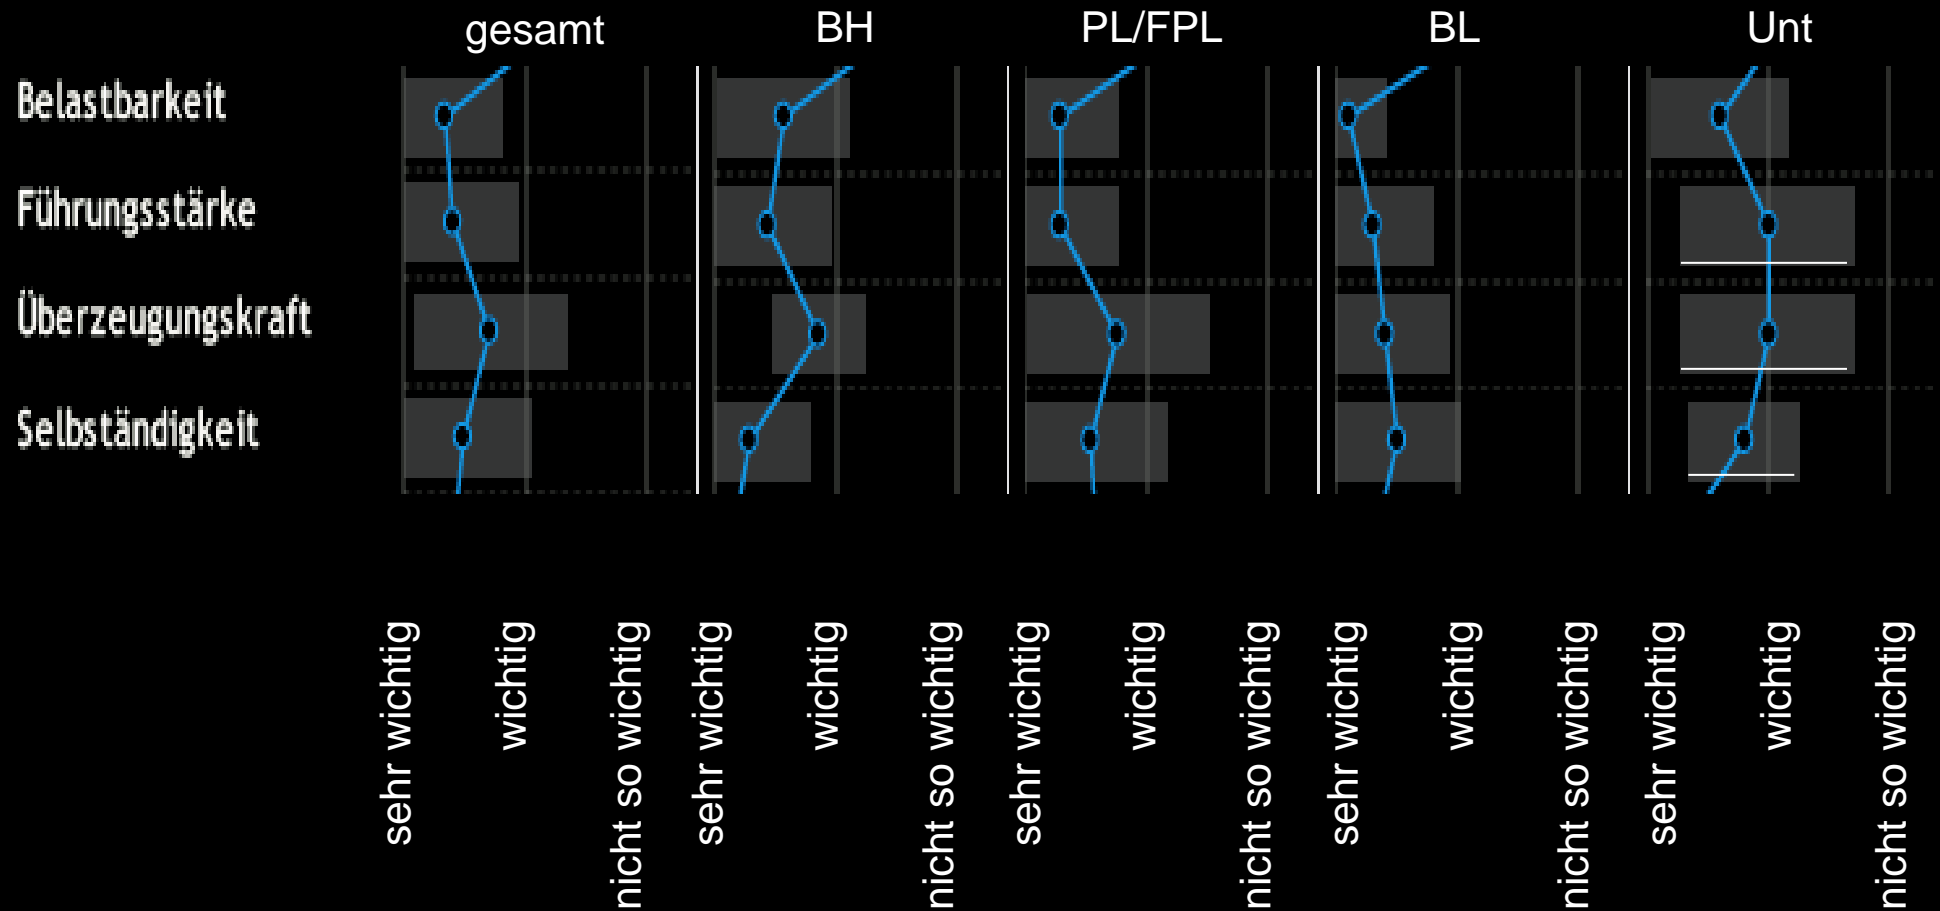 gesamt BH PL/FPL BL Unt
Belastbarkeit
Führungsstärke
Überzeugungskraft
Selbständigkeit
sehr wichtig
wichtig
nicht so wichtig
sehr wichtig
wichtig
nicht so wichtig
sehr wichtig
wichtig
nicht so wichtig
sehr wichtig
wichtig
nicht so wichtig
sehr wichtig
wichtig
nicht so wichtig